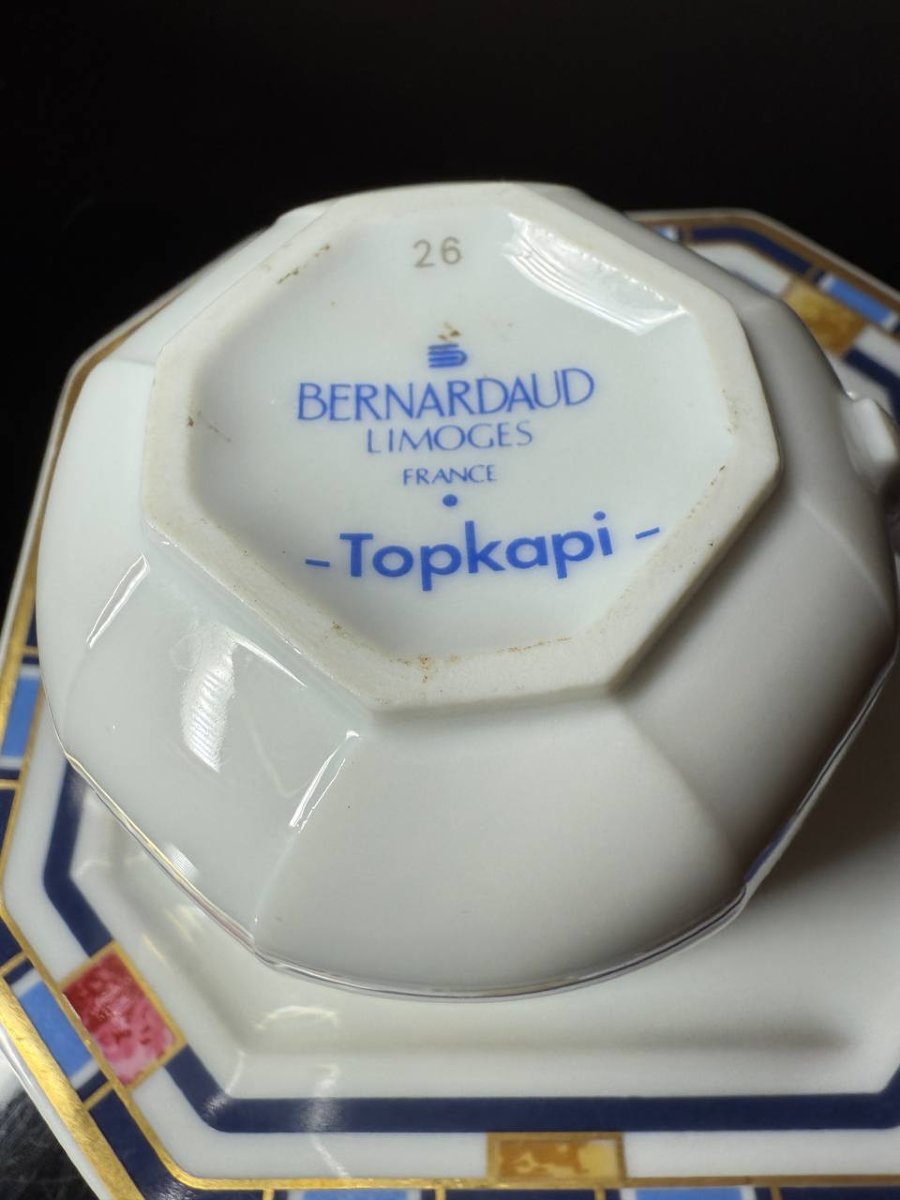 26
BERNARDAUD
LIMOGES
FRANCE
-Topkapi-